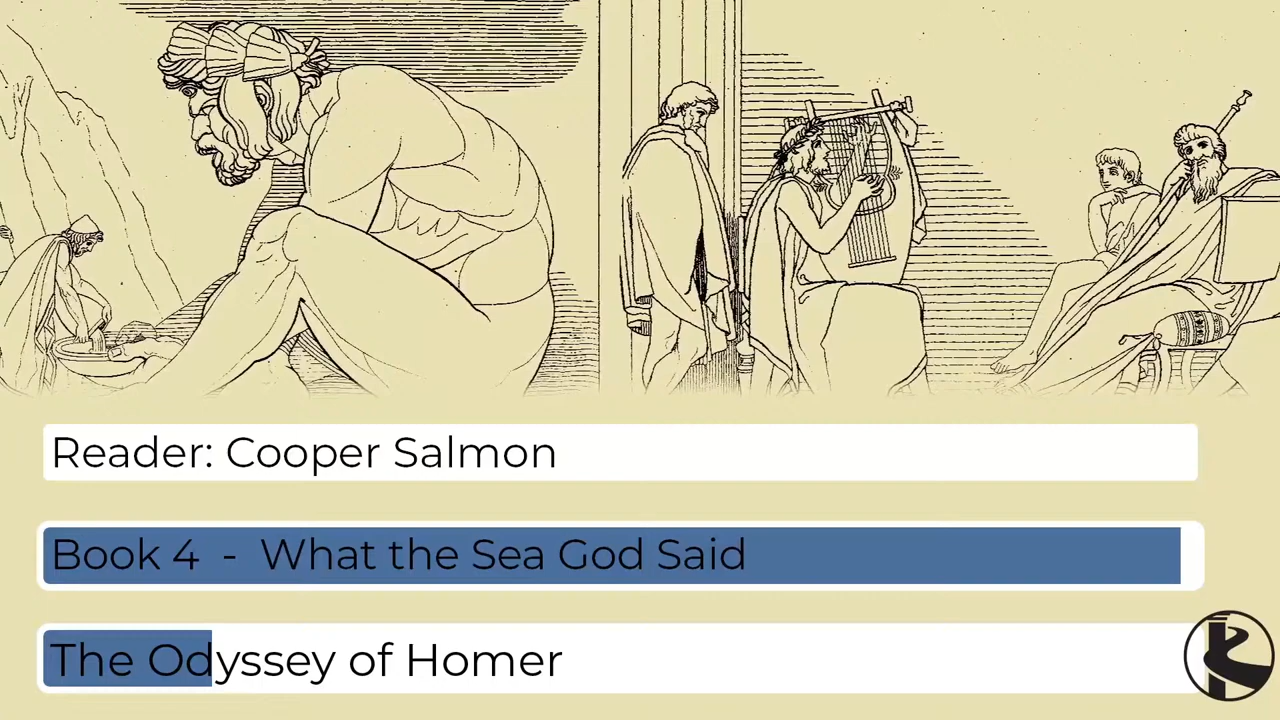 Reader: Cooper Salmon
Book 4 - What the Sea God Said
The Odyssey of Homer